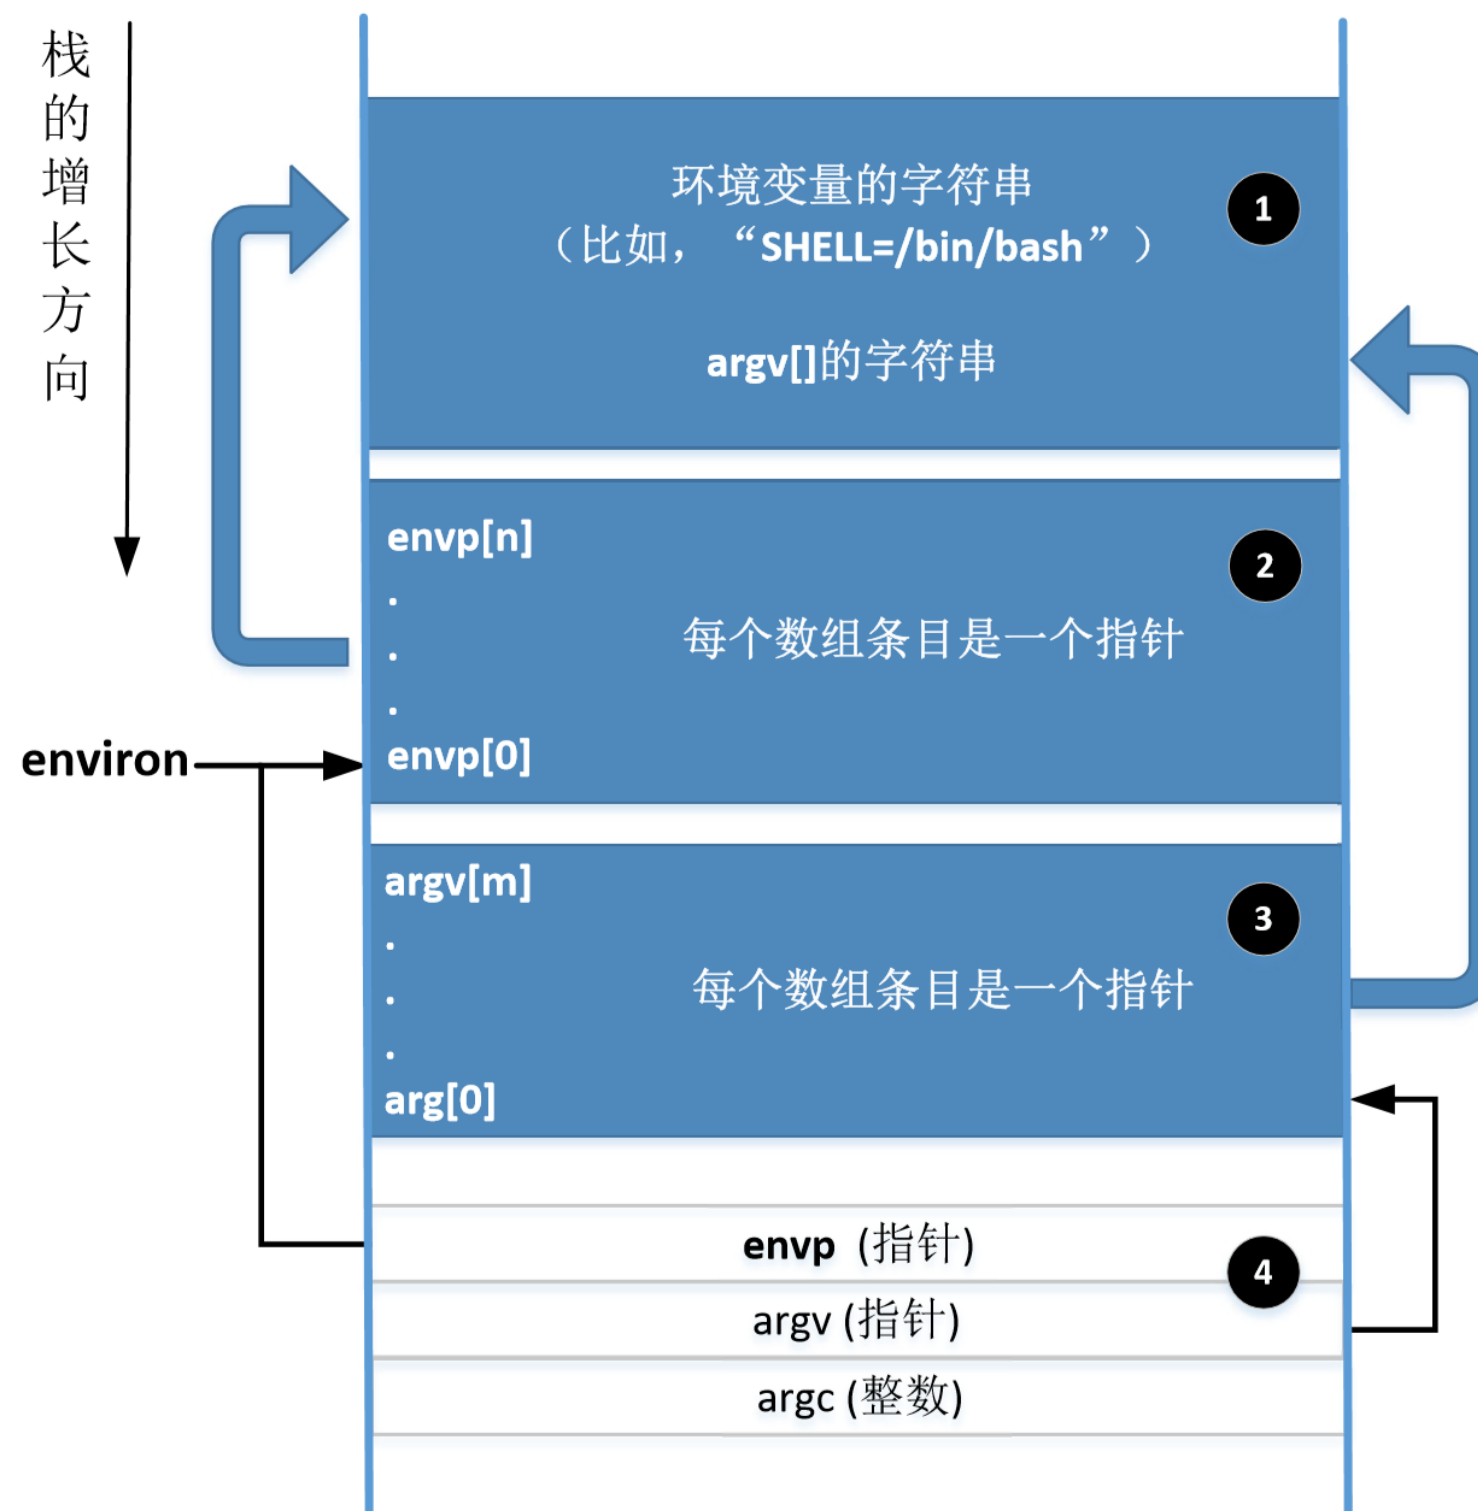 栈的增长方向
环境变量的字符串
（比如，“SHELL=/bin/bash”）
1
argv[]的字符串
envp[n]
2
.
每个数组条目是一个指针
.
.
environ
envp[0]
argv[m]
3
.
每个数组条目是一个指针
.
.
arg[0]
envp (指针)
4
argv (指针)
argc (整数)